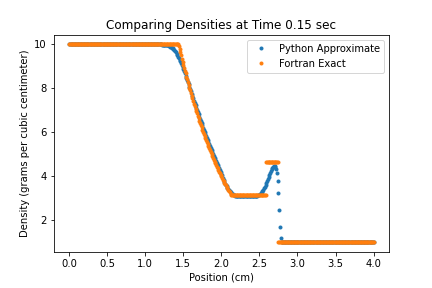 Comparing Densities at Time 0.15 sec
Python Approximate
Fortran Exact
Density (grams per cubic centimeter)
10
8
6
4
2
0.0 0.5 1.0 1.5 2.0 2.5 3.0 3.5 4.0
Position (cm)